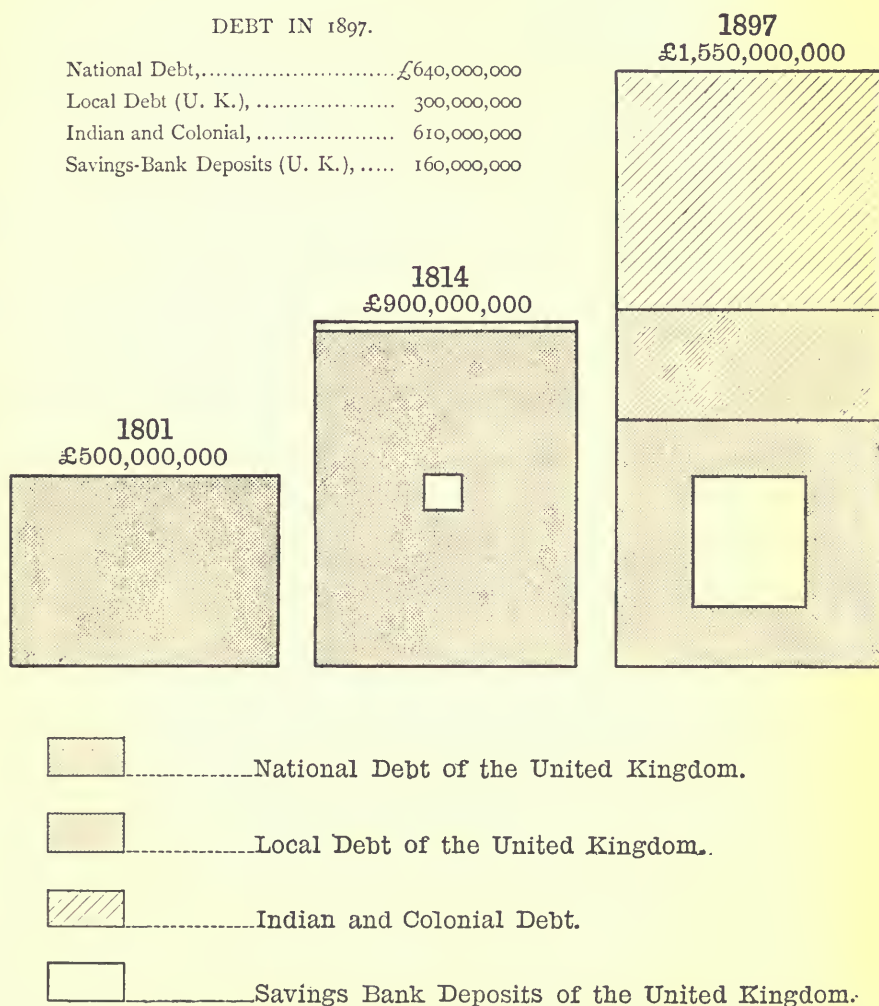 DEBT IN 1897.
National Debt,............................£640,000,000
Local Debt (U. K.), .................... 300,000,000
Indian and Colonial, .................... 610,000,000
Savings-Bank Deposits (U. K.), ..... 160,000,000
1897
£1,550,000,000
1814
£900,000,000
1801
£500,000,000
National Debt of the United Kingdom.
Local Debt of the United Kingdom.
Indian and Colonial Debt.
Savings Bank Deposits of the United Kingdom.